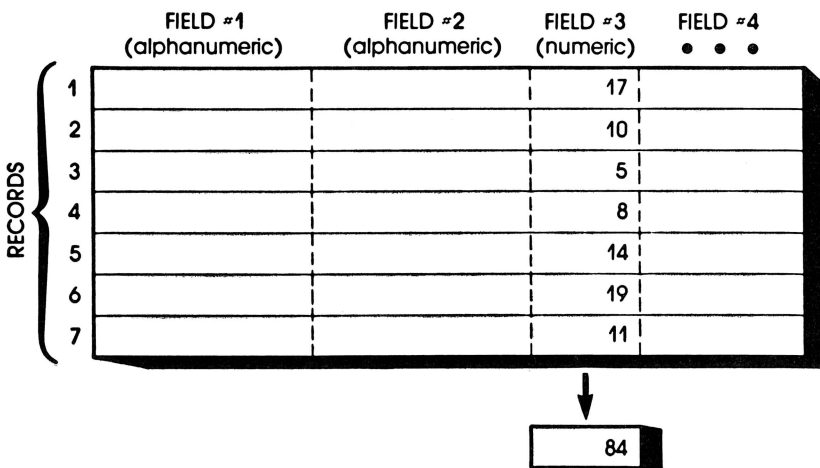 FIELD #1 FIELD #2 FIELD #3 FIELD #4
(alphanumeric) (alphanumeric) (numeric) • • •
RECORDS
1 17
2 10
3 5
4 8
5 14
6 19
7 11
84